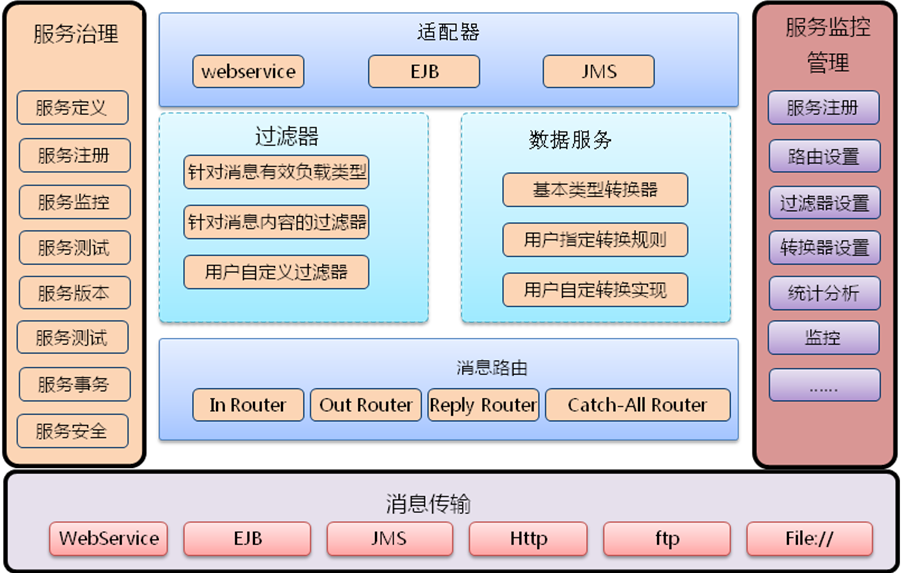 服务治理
服务定义
服务注册
服务监控
服务测试
服务版本
服务测试
服务事务
服务安全
适配器
webservice
EJB
JMS
过滤器
针对消息有效负载类型
针对消息内容的过滤器
用户自定义过滤器
数据服务
基本类型转换器
用户指定转换规则
用户自定转换实现
消息路由
In Router
Out Router
Reply Router
Catch-All Router
服务监控
管理
服务注册
路由设置
过滤器设置
转换器设置
统计分析
监控
......
消息传输
WebService
EJB
JMS
Http
ftp
File://